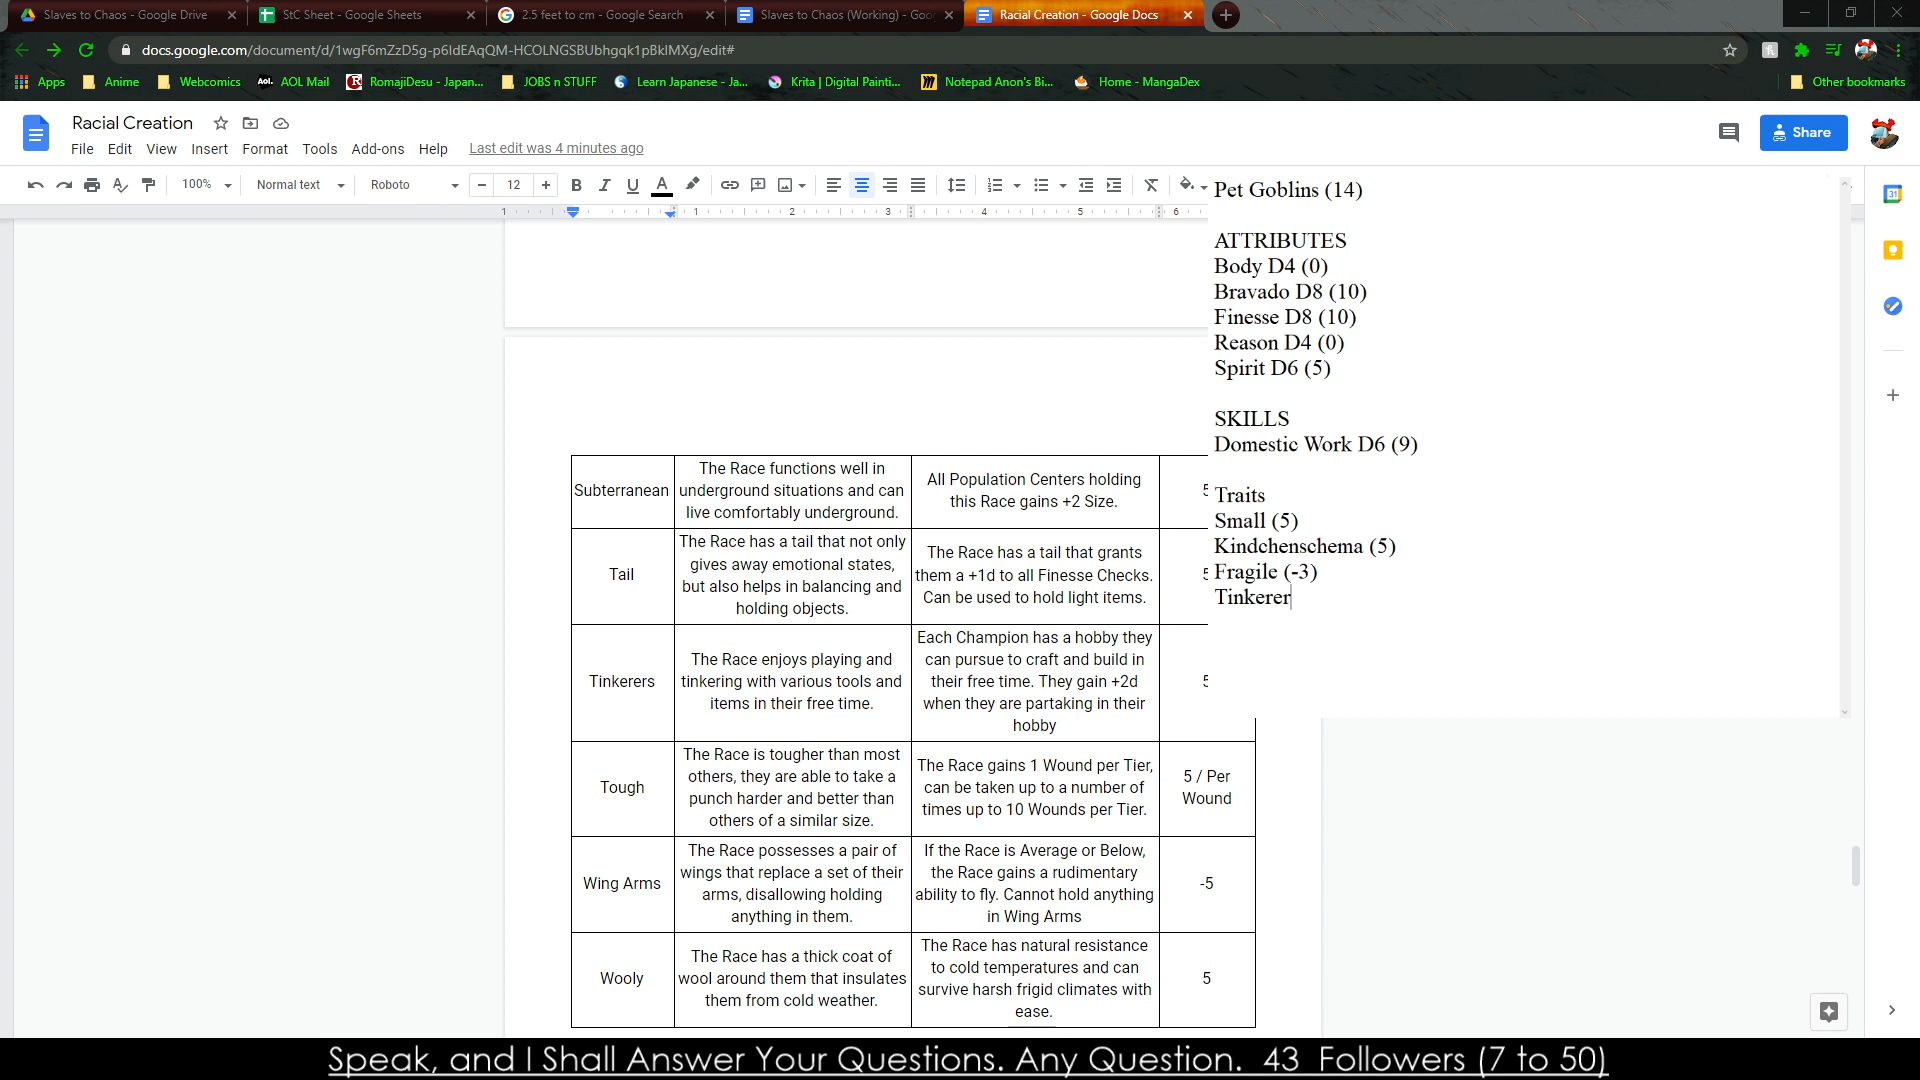 Slaves to Chaos - Google Drive
StC Sheet - Google Sheets
2.5 feet to cm - Google Search
Slaves to Chaos (Working) - Goo
Racial Creation - Google Docs
docs.google.com/document/d/1wgF6mZzD5g-p6IdEAqQM-HCOLNGSBUbhgqk1pBkIMXg/edit#
Apps
Anime
Webcomics
Aol.
AOL Mail
RomajiDesu - Japan...
JOBS n STUFF
Learn Japanese - Ja...
Krita | Digital Painti...
Notepad Anon's Bi...
Home - MangaDex
Other bookmarks
Racial Creation
File Edit View Insert Format Tools Add-ons Help Last edit was 4 minutes ago
Share
100% Normal text Roboto 12 B I U A
1 1 2 3 4 5 6
31
Pet Goblins (14)
ATTRIBUTES
Body D4 (0)
Bravado D8 (10)
Finesse D8 (10)
Reason D4 (0)
Spirit D6 (5)
SKILLS
Domestic Work D6 (9)
Traits
Small (5)
Kindchenschema (5)
Fragile (-3)
Tinkerer
Subterranean
The Race functions well in
underground situations and can
live comfortably underground.
All Population Centers holding
this Race gains +2 Size.
5
Tail
The Race has a tail that not only
gives away emotional states,
but also helps in balancing and
holding objects.
The Race has a tail that grants
them a +1d to all Finesse Checks.
Can be used to hold light items.
5
Tinkerers
The Race enjoys playing and
tinkering with various tools and
items in their free time.
Each Champion has a hobby they
can pursue to craft and build in
their free time. They gain +2d
when they are partaking in their
hobby
5
Tough
The Race is tougher than most
others, they are able to take a
punch harder and better than
others of a similar size.
The Race gains 1 Wound per Tier,
can be taken up to a number of
times up to 10 Wounds per Tier.
5 / Per
Wound
Wing Arms
The Race possesses a pair of
wings that replace a set of their
arms, disallowing holding
anything in them.
If the Race is Average or Below,
the Race gains a rudimentary
ability to fly. Cannot hold anything
in Wing Arms
-5
Wooly
The Race has a thick coat of
wool around them that insulates
them from cold weather.
The Race has natural resistance
to cold temperatures and can
survive harsh frigid climates with
ease.
5
Speak, and I Shall Answer Your Questions. Any Question. 43 Followers (7 to 50)